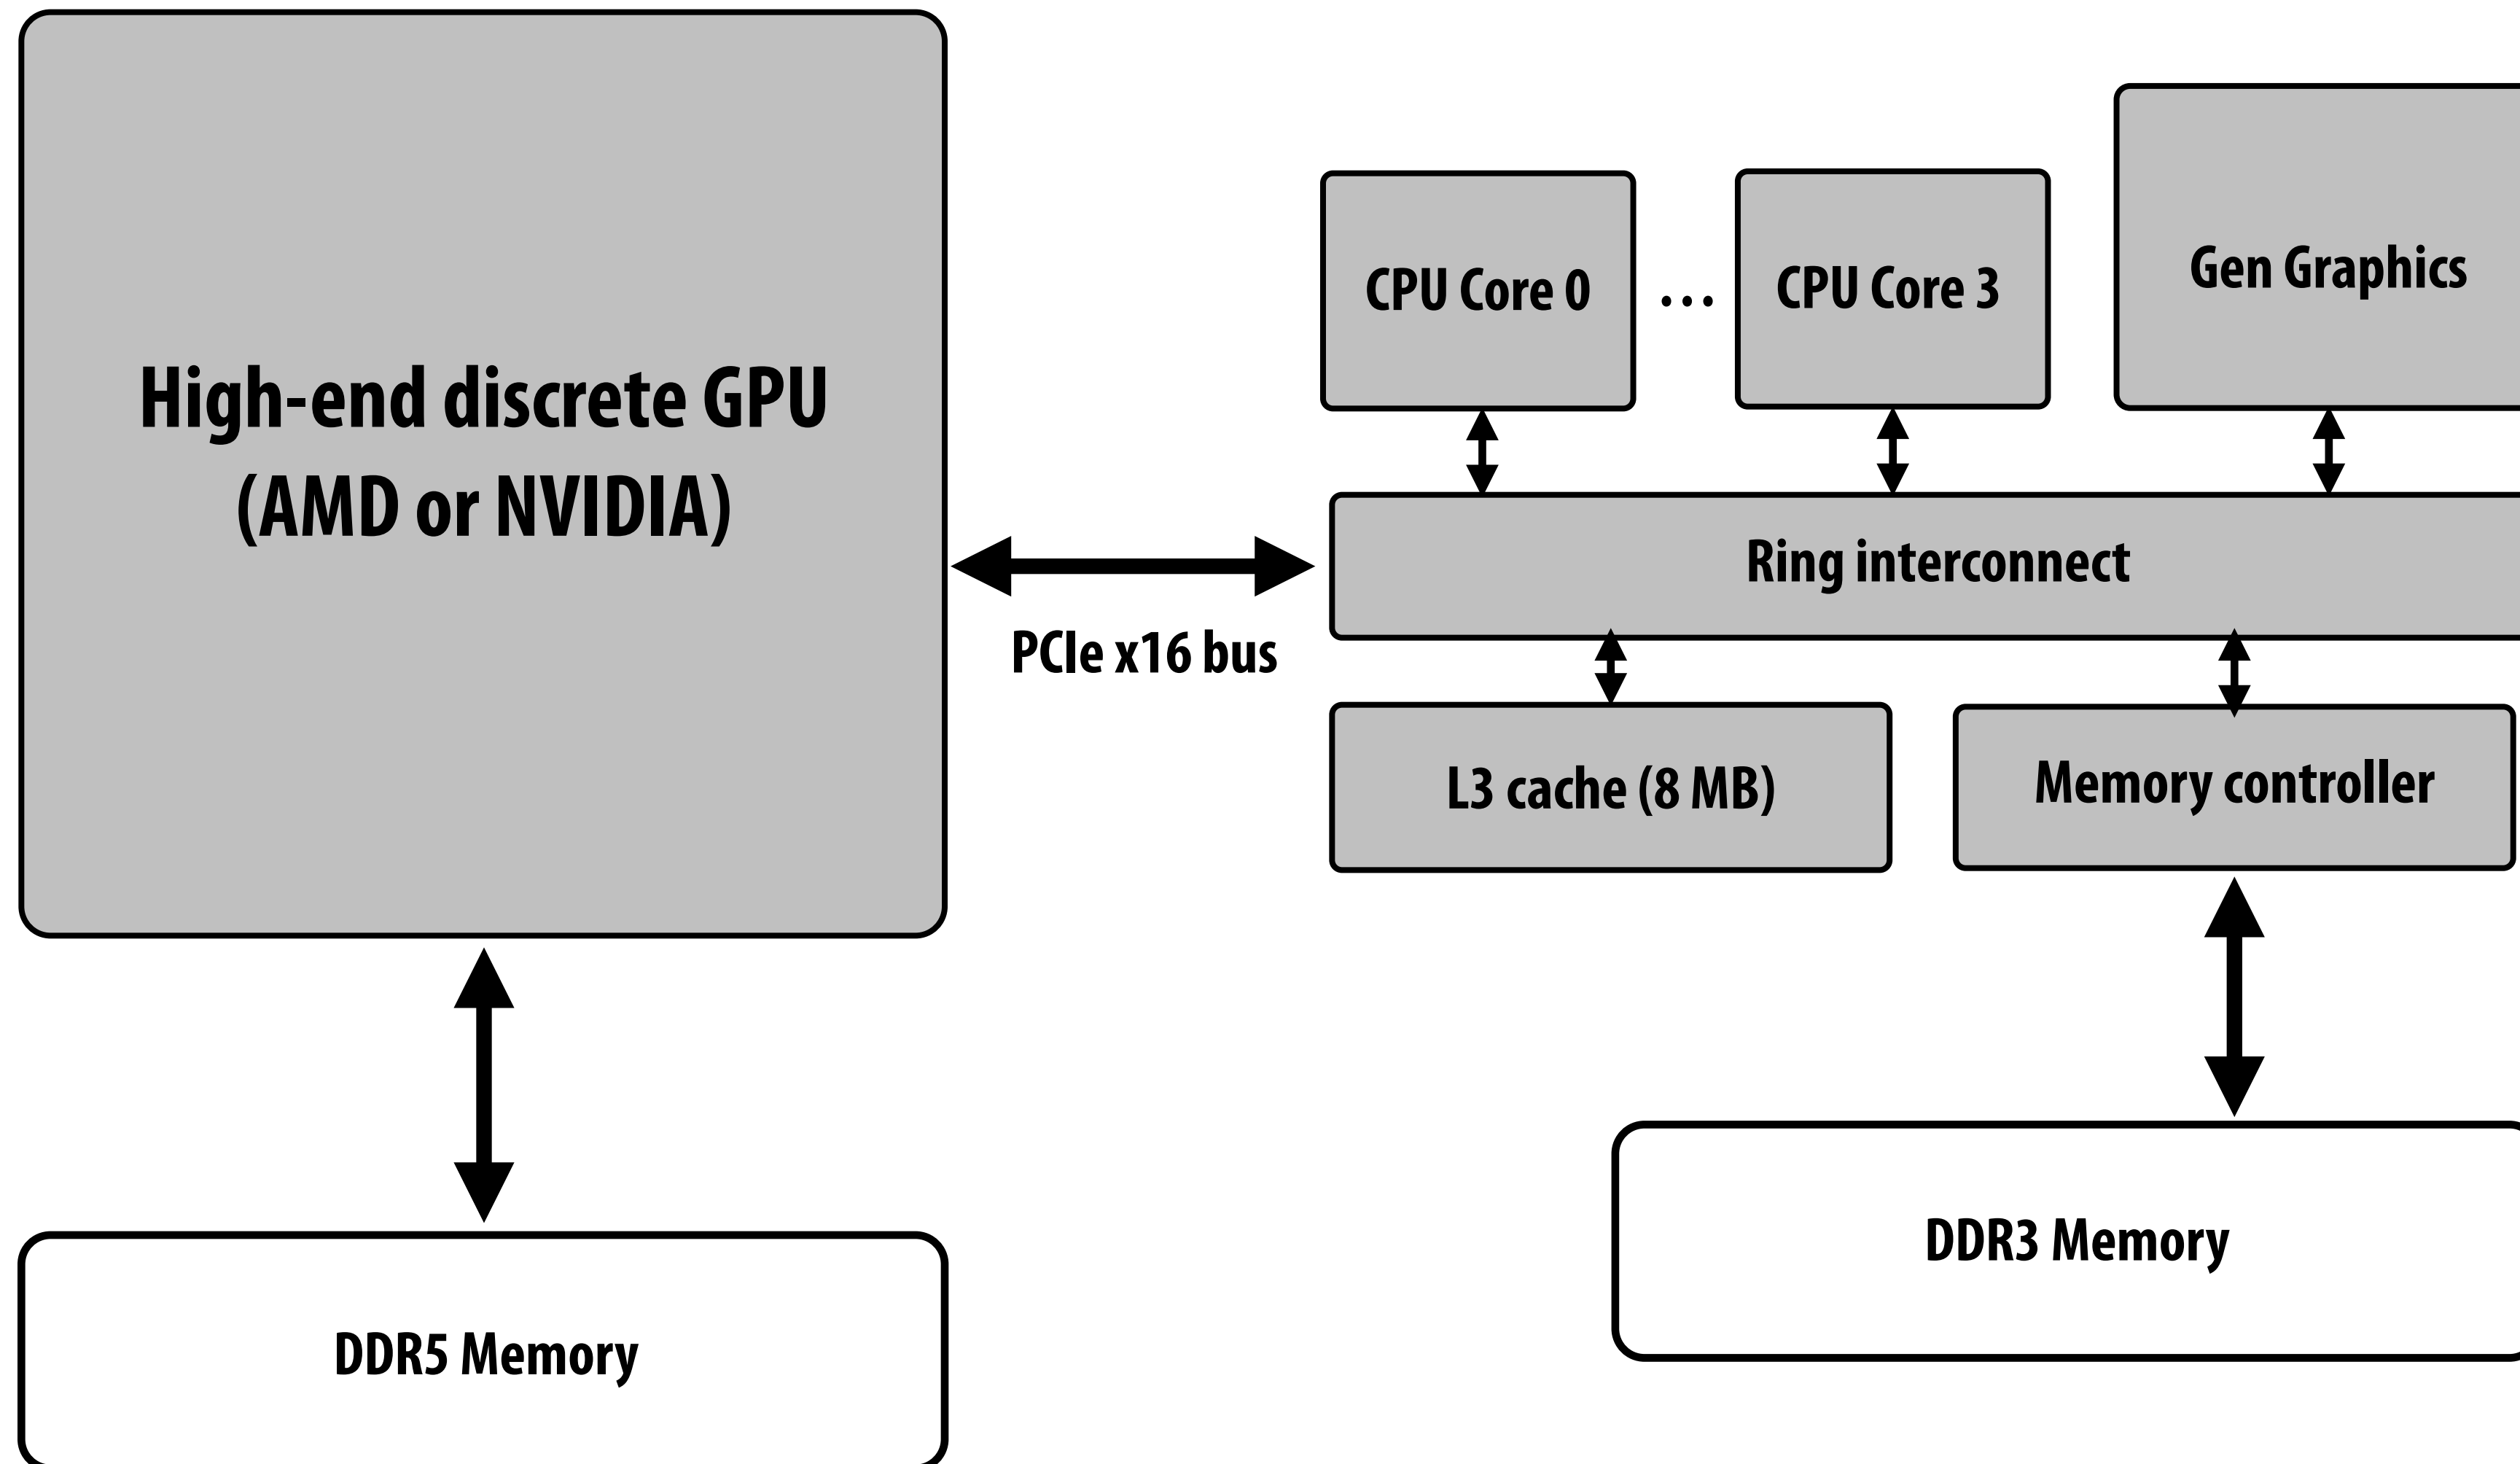 High-end discrete GPU
(AMD or NVIDIA)
PCIe x16 bus
CPU Core 0
...
CPU Core 3
Gen Graphics
Ring interconnect
L3 cache (8 MB)
Memory controller
DDR5 Memory
DDR3 Memory